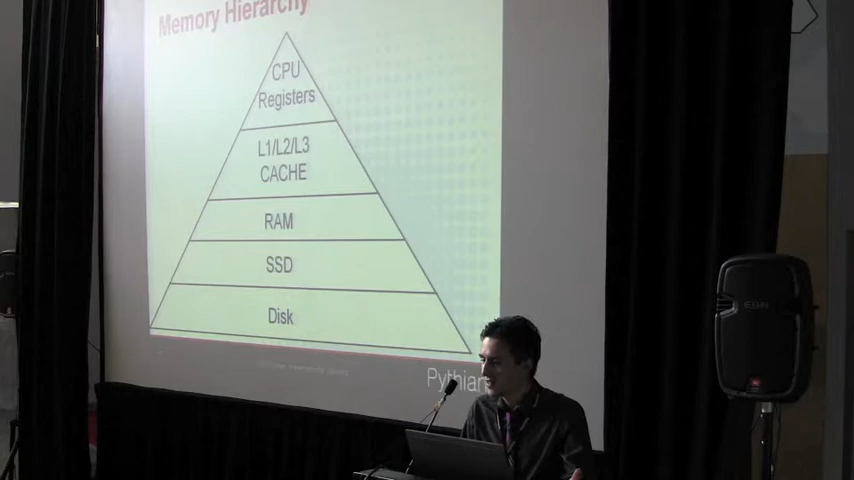 Memory Hierarchy
CPU
Registers
L1/L2/L3
CACHE
RAM
SSD
Disk
Pythian